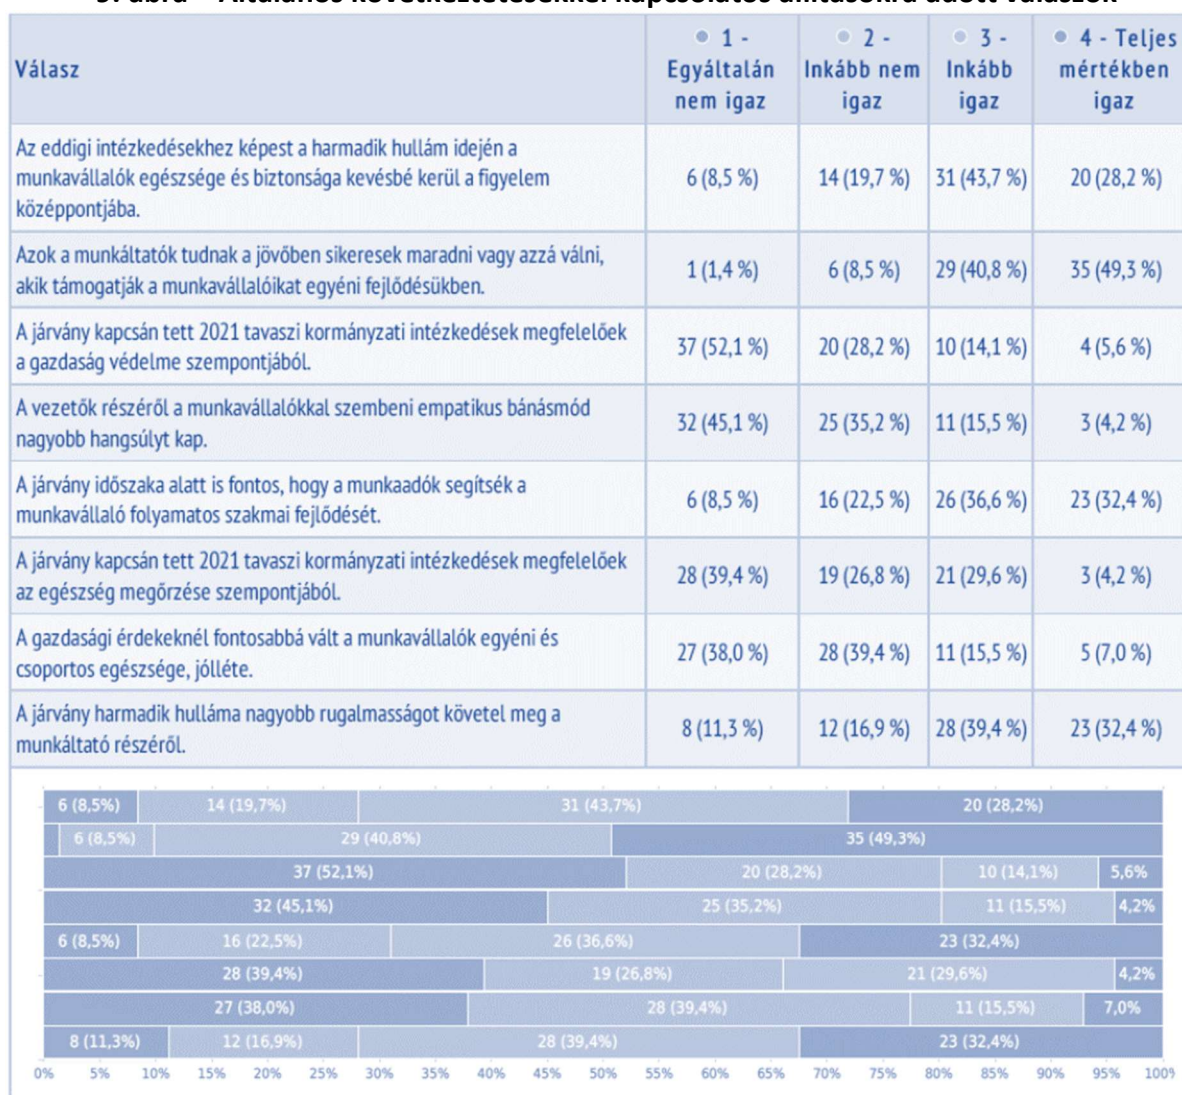 Válasz
1 -
Egyáltalán
nem igaz
2 -
Inkább nem
igaz
3 -
Inkább
igaz
4 - Teljes
mértékben
igaz
Az eddigi intézkedésekhez képest a harmadik hullám idején a
munkavállalók egészsége és biztonsága kevésbé kerül a figyelem
középpontjába.
6 (8,5 %) 14 (19,7 %) 31 (43,7 %) 20 (28,2 %)
Azok a munkáltatók tudnak a jövőben sikeresek maradni vagy azzá válni,
akik támogatják a munkavállalóikat egyéni fejlődésükben.
1 (1,4 %) 6 (8,5 %) 29 (40,8 %) 35 (49,3 %)
A járvány kapcsán tett 2021 tavaszi kormányzati intézkedések megfelelőek
a gazdaság védelme szempontjából.
37 (52,1 %) 20 (28,2 %) 10 (14,1 %) 4 (5,6 %)
A vezetők részéről a munkavállalókkal szembeni empatikus bánásmód
nagyobb hangsúlyt kap.
32 (45,1 %) 25 (35,2 %) 11 (15,5 %) 3 (4,2 %)
A járvány időszaka alatt is fontos, hogy a munkaadók segítsék a
munkavállaló folyamatos szakmai fejlődését.
6 (8,5 %) 16 (22,5 %) 26 (36,6 %) 23 (32,4 %)
A járvány kapcsán tett 2021 tavaszi kormányzati intézkedések megfelelőek
az egészség megőrzése szempontjából.
28 (39,4 %) 19 (26,8 %) 21 (29,6 %) 3 (4,2 %)
A gazdasági érdekeknél fontosabbá vált a munkavállalók egyéni és
csoportos egészsége, jólléte.
27 (38,0 %) 28 (39,4 %) 11 (15,5 %) 5 (7,0 %)
A járvány harmadik hulláma nagyobb rugalmasságot követel meg a
munkáltató részéről.
8 (11,3 %) 12 (16,9 %) 28 (39,4 %) 23 (32,4 %)
6 (8,5%) 14 (19,7%) 31 (43,7%) 20 (28,2%)
6 (8,5%) 29 (40,8%) 35 (49,3%)
37 (52,1%) 20 (28,2%) 10 (14,1%) 5,6%
32 (45,1%) 25 (35,2%) 11 (15,5%) 4,2%
6 (8,5%) 16 (22,5%) 26 (36,6%) 23 (32,4%)
28 (39,4%) 19 (26,8%) 21 (29,6%) 4,2%
27 (38,0%) 28 (39,4%) 11 (15,5%) 7,0%
8 (11,3%) 12 (16,9%) 28 (39,4%) 23 (32,4%)
0% 5% 10% 15% 20% 25% 30% 35% 40% 45% 50% 55% 60% 65% 70% 75% 80% 85% 90% 95% 100%